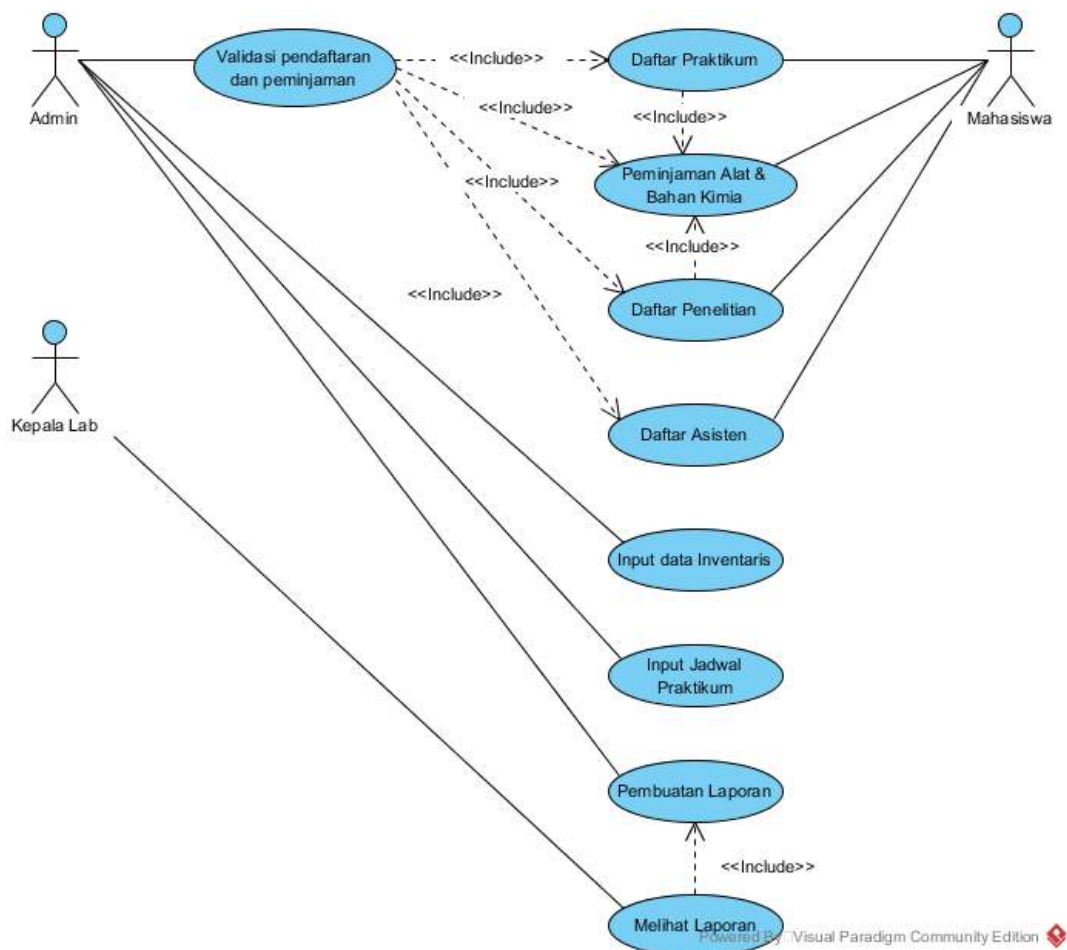 Validasi pendaftaran
dan peminjaman
<<Include>>
Daftar Praktikum
Admin
Mahasiswa
<<Include>>
<<Include>>
Peminjaman Alat &
Bahan Kimia
<<Include>>
<<Include>>
<<Include>>
Daftar Penelitian
Kepala Lab
Daftar Asisten
Input data Inventaris
Input Jadwal
Praktikum
Pembuatan Laporan
<<Include>>
Melihat Laporan
Powered By Visual Paradigm Community Edition